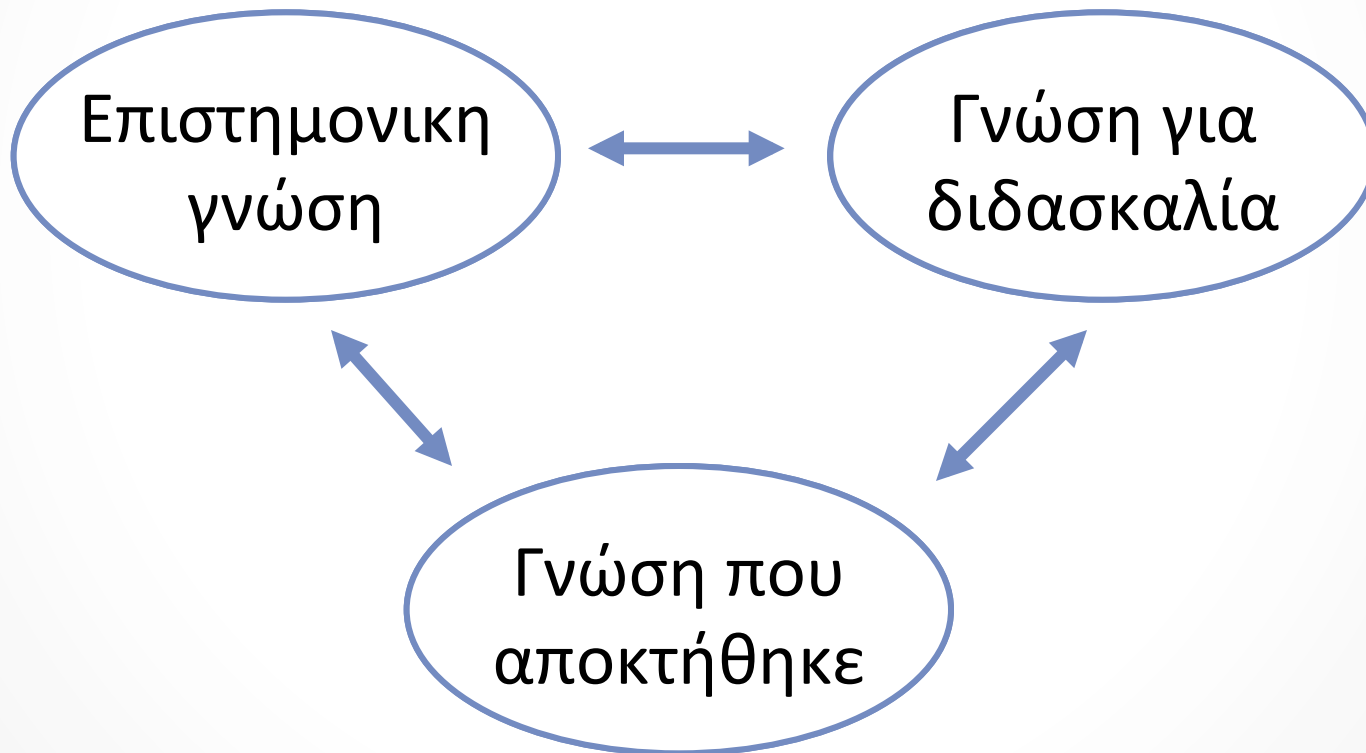 Επιστημονικη
γνώση
Γνώση για
διδασκαλία
Γνώση που
αποκτήθηκε